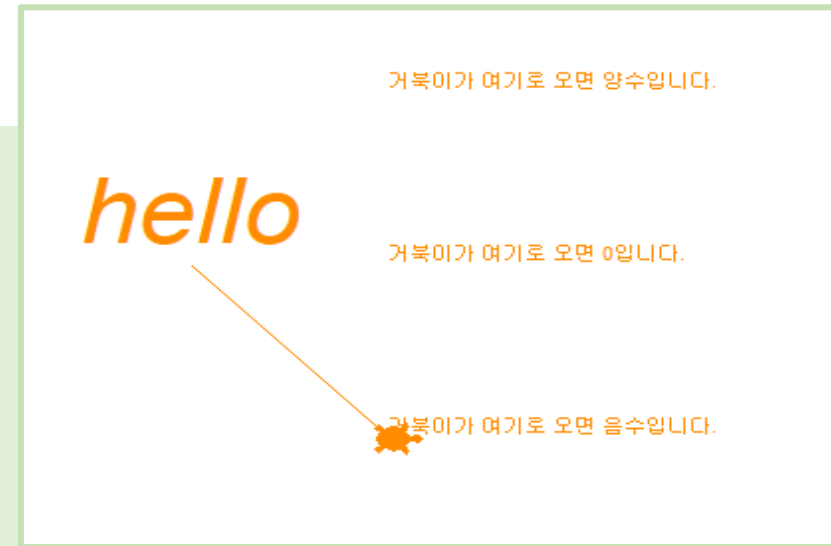 거북이가 여기로 오면 양수입니다.
hello
거북이가 여기로 오면 0입니다.
거북이가 여기로 오면 음수입니다.